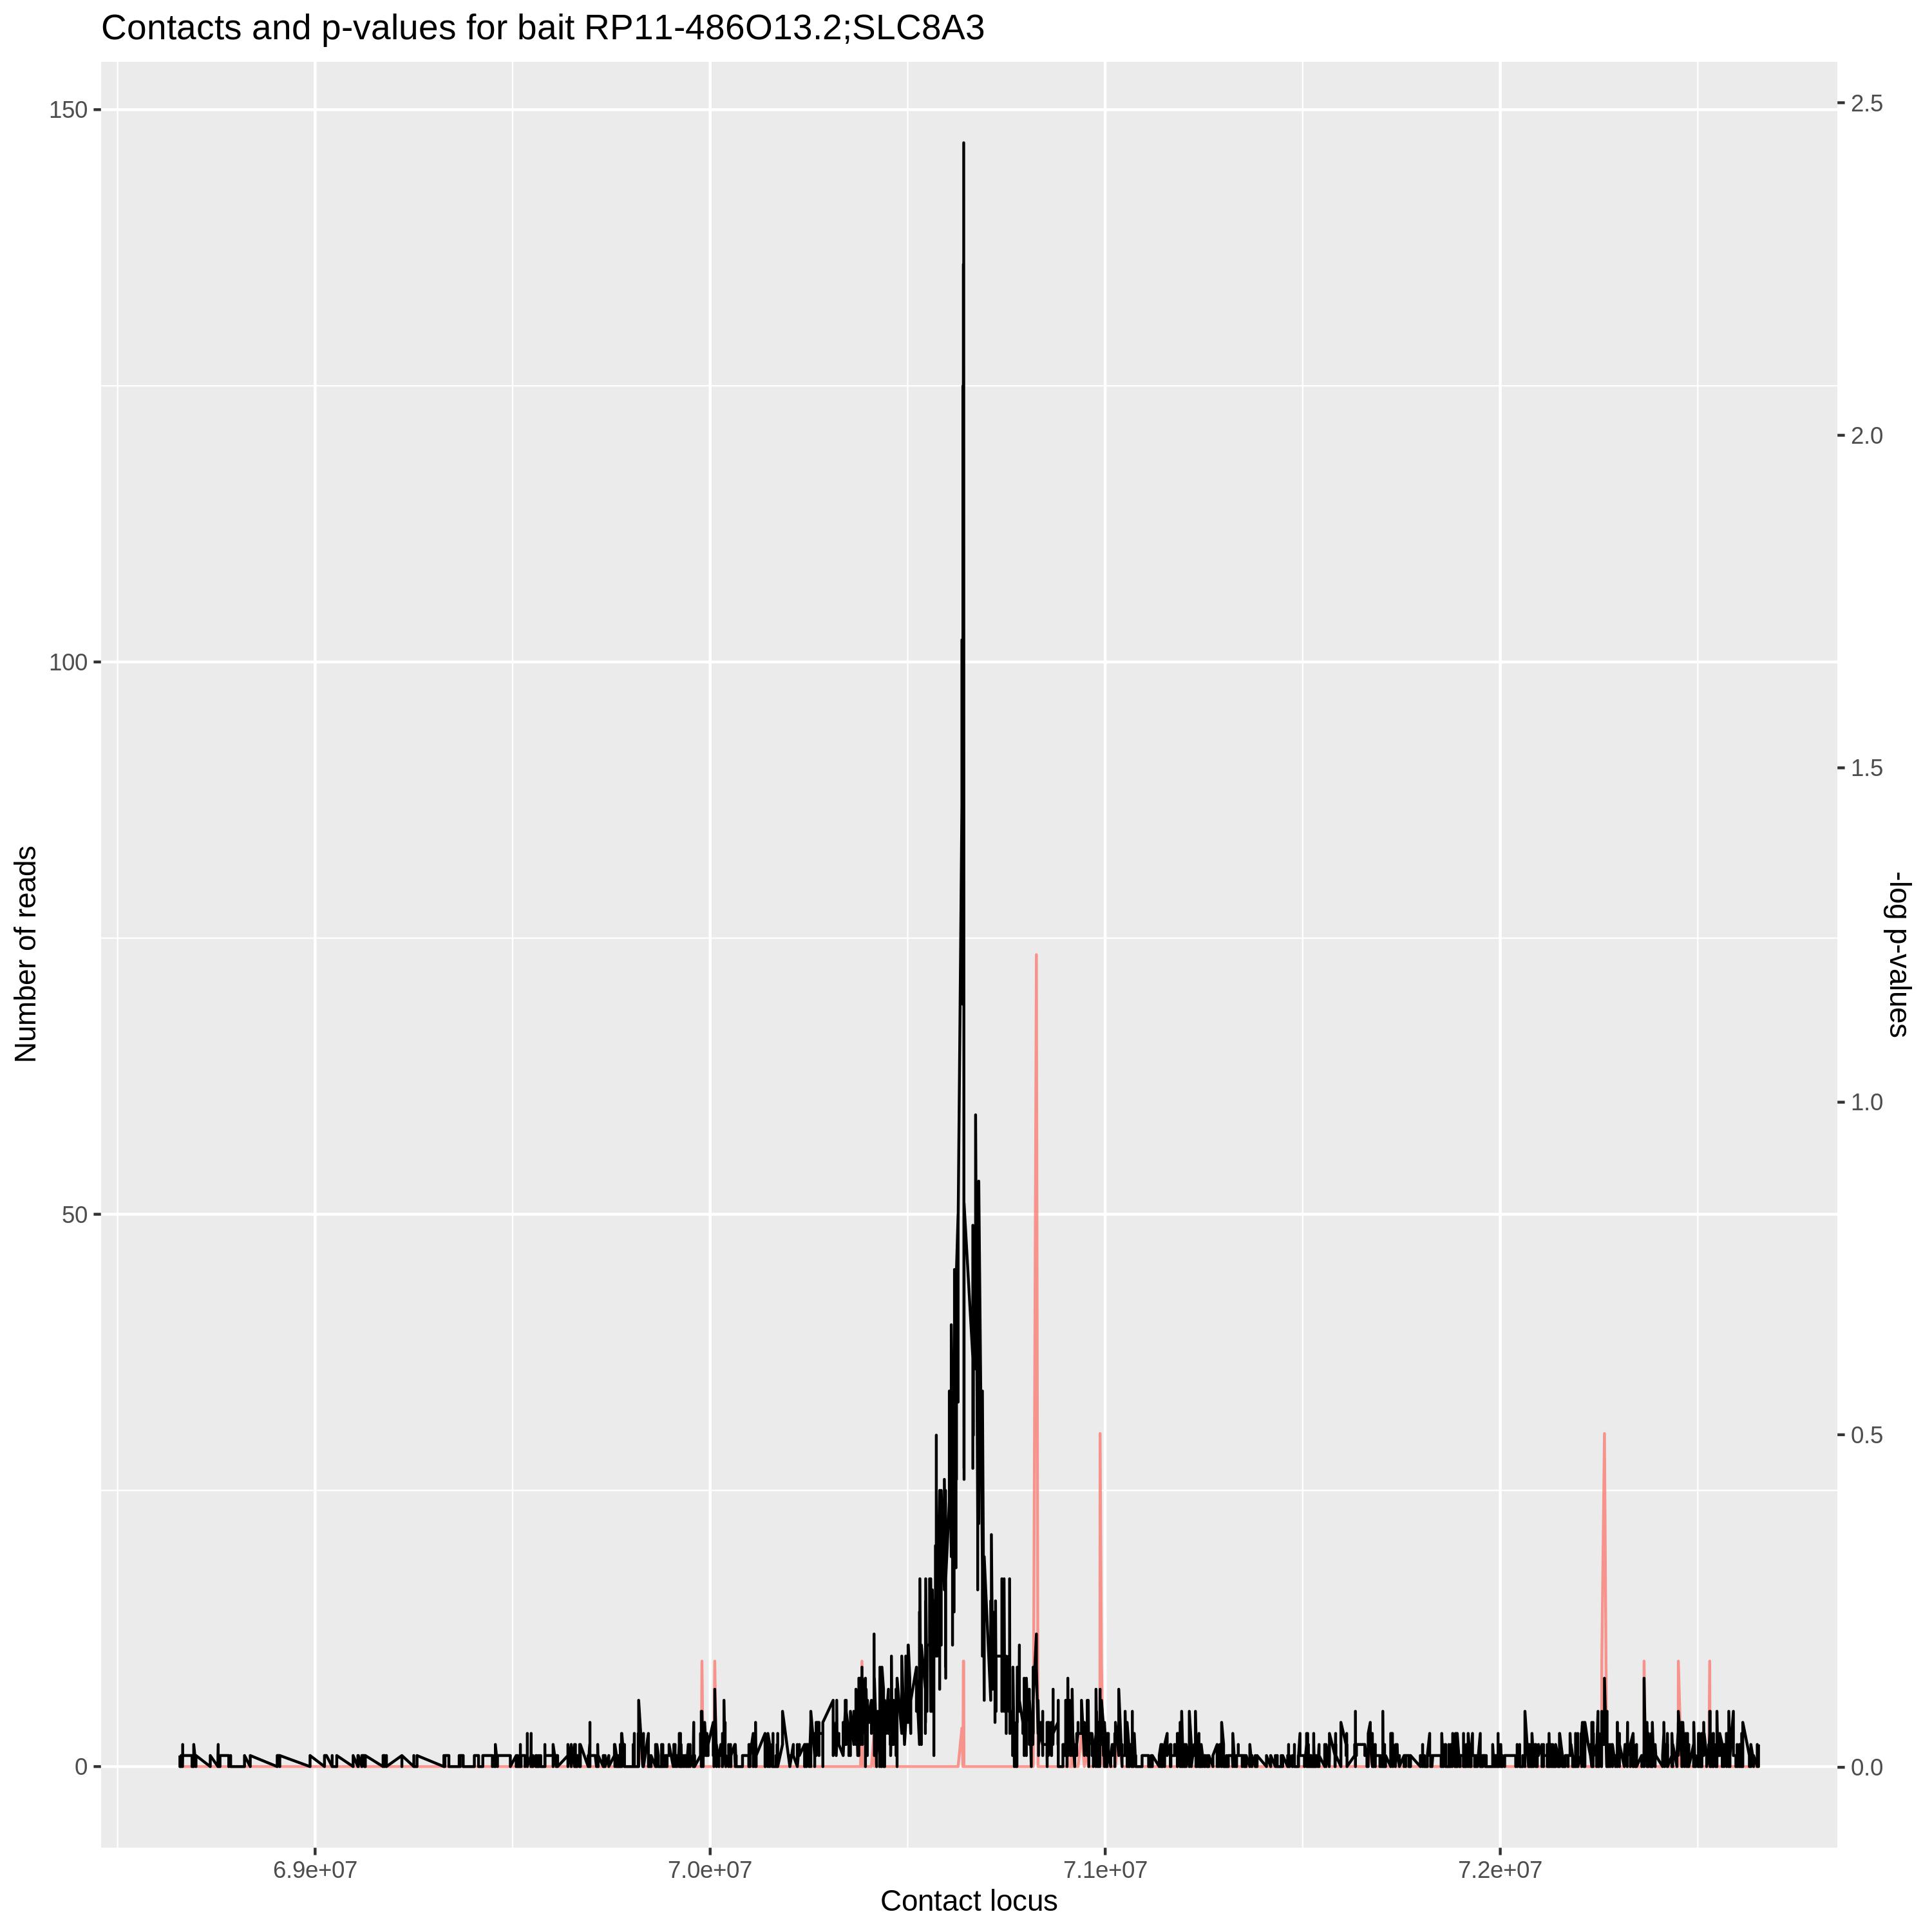 Contacts and p-values for bait RP11-486O13.2;SLC8A3
150
100
50
0
Number of reads
2.5
2.0
1.5
1.0
0.5
0.0
-log p-values
6.9e+07
7.0e+07
7.1e+07
7.2e+07
Contact locus